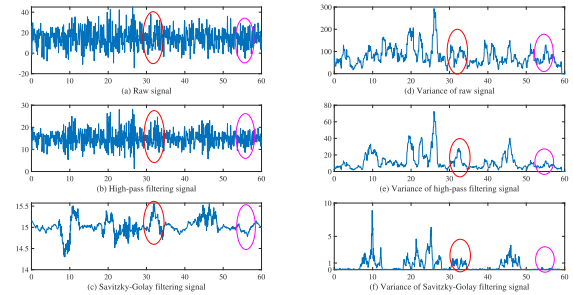 40
20
0
-20
0 10 20 30 40 50 60
(a) Raw signal
300
200
100
0
0 10 20 30 40 50 60
(d) Variance of raw signal
30
20
10
0
0 10 20 30 40 50 60
(b) High-pass filtering signal
80
60
40
20
0
0 10 20 30 40 50 60
(e) Variance of high-pass filtering signal
15.5
15
14.5
14
0 10 20 30 40 50 60
(c) Savitzky-Golay filtering signal
10
5
1
0
0 10 20 30 40 50 60
(f) Variance of Savitzky-Golay filtering signal